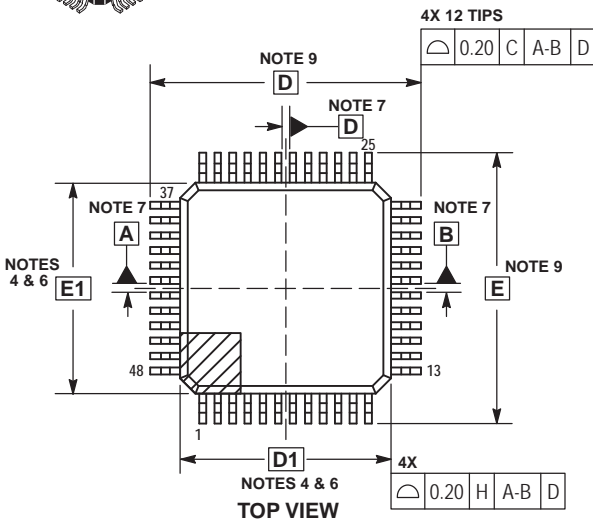 4X 12 TIPS
⌓ 0.20 C A-B D
NOTE 9
D
NOTE 7
D
25
37
NOTE 7
A
NOTE 7
B
NOTES
4 & 6
E1
E
NOTE 9
48
13
1
D1
4X
NOTES 4 & 6
⌓ 0.20 H A-B D
TOP VIEW